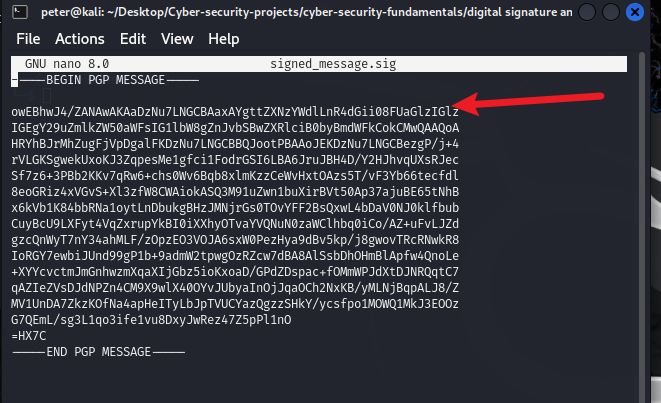 peter@kali: ~/Desktop/Cyber-security-projects/cyber-security-fundamentals/digital signature an
File Actions Edit View Help
GNU nano 8.0 signed_message.sig
-----BEGIN PGP MESSAGE-----
owEBhwJ4/ZANAwAKAaDzNu7LNGCBAaxAYgttZXNzYWdlLnR4dGii08FUaGlzIGlz
IGEgY29uZmlkZW50aWFsIG1lbW8gZnJvbSBwZXRlciB0byBmdWFkCokCMwQAAQoA
HRYhBJrMhZugFjVpDgalFKDzNu7LNGCBBQJootPBAAoJEKDzNu7LNGCBezgP/j+4
rVLGKSgwekUxoKJ3ZqpesMe1gfci1FodrGSI6LBA6JruJBH4D/Y2HJhvqUXsRJec
Sf7z6+3PBb2KKv7qRw6+chs0Wv6Bqb8xlmKzzCeWvHxtOAzs5T/vF3Yb66tecfdl
8eoGRiz4xVGvS+Xl3zfW8CWAiokASQ3M91uZwn1buXirBVt50Ap37ajuBE65tNhB
x6kVb1K84bbRNa1oytLnDbukgBHzJMNjrGs0TOvYFF2BsQxwL4bDaV0NJ0klfbub
CuyBcU9LXFyt4VqZxrupYkBI0iXXhyOTvaYVQNuN0zaWClhbq0iCo/AZ+uFvLJZd
gzcQnWyT7nY34ahMLF/zOpzEO3VOJA6sxW0PezHya9dBv5kp/j8gwovTRcRNwkR8
IoRGY7ewbiJUnd99gP1b+9admW2tpwgOzRZcw7dBA8AlSsbDhOHmBlApfw4QnoLe
+XYYcvctmJmGnhwzmXqaXIjGbz5ioKxoaD/GPdZDspac+fOMmWPJdXtDJNRQqtC7
qAZIeZVsDJdNPZn4CM9X9wlX40OYvJUbyaInOjJqaOCh2NxKB/yMLNjBqpALJ8/Z
MV1UnDA7ZkzKOfNa4apHeITyLbJpTVUCYazQgzzSHkY/ycsfpo1MOWQ1MkJ3EOOz
G7QEmL/sg3L1qo3ife1vu8DxyJwRez47Z5pPl1nO
=HX7C
-----END PGP MESSAGE-----